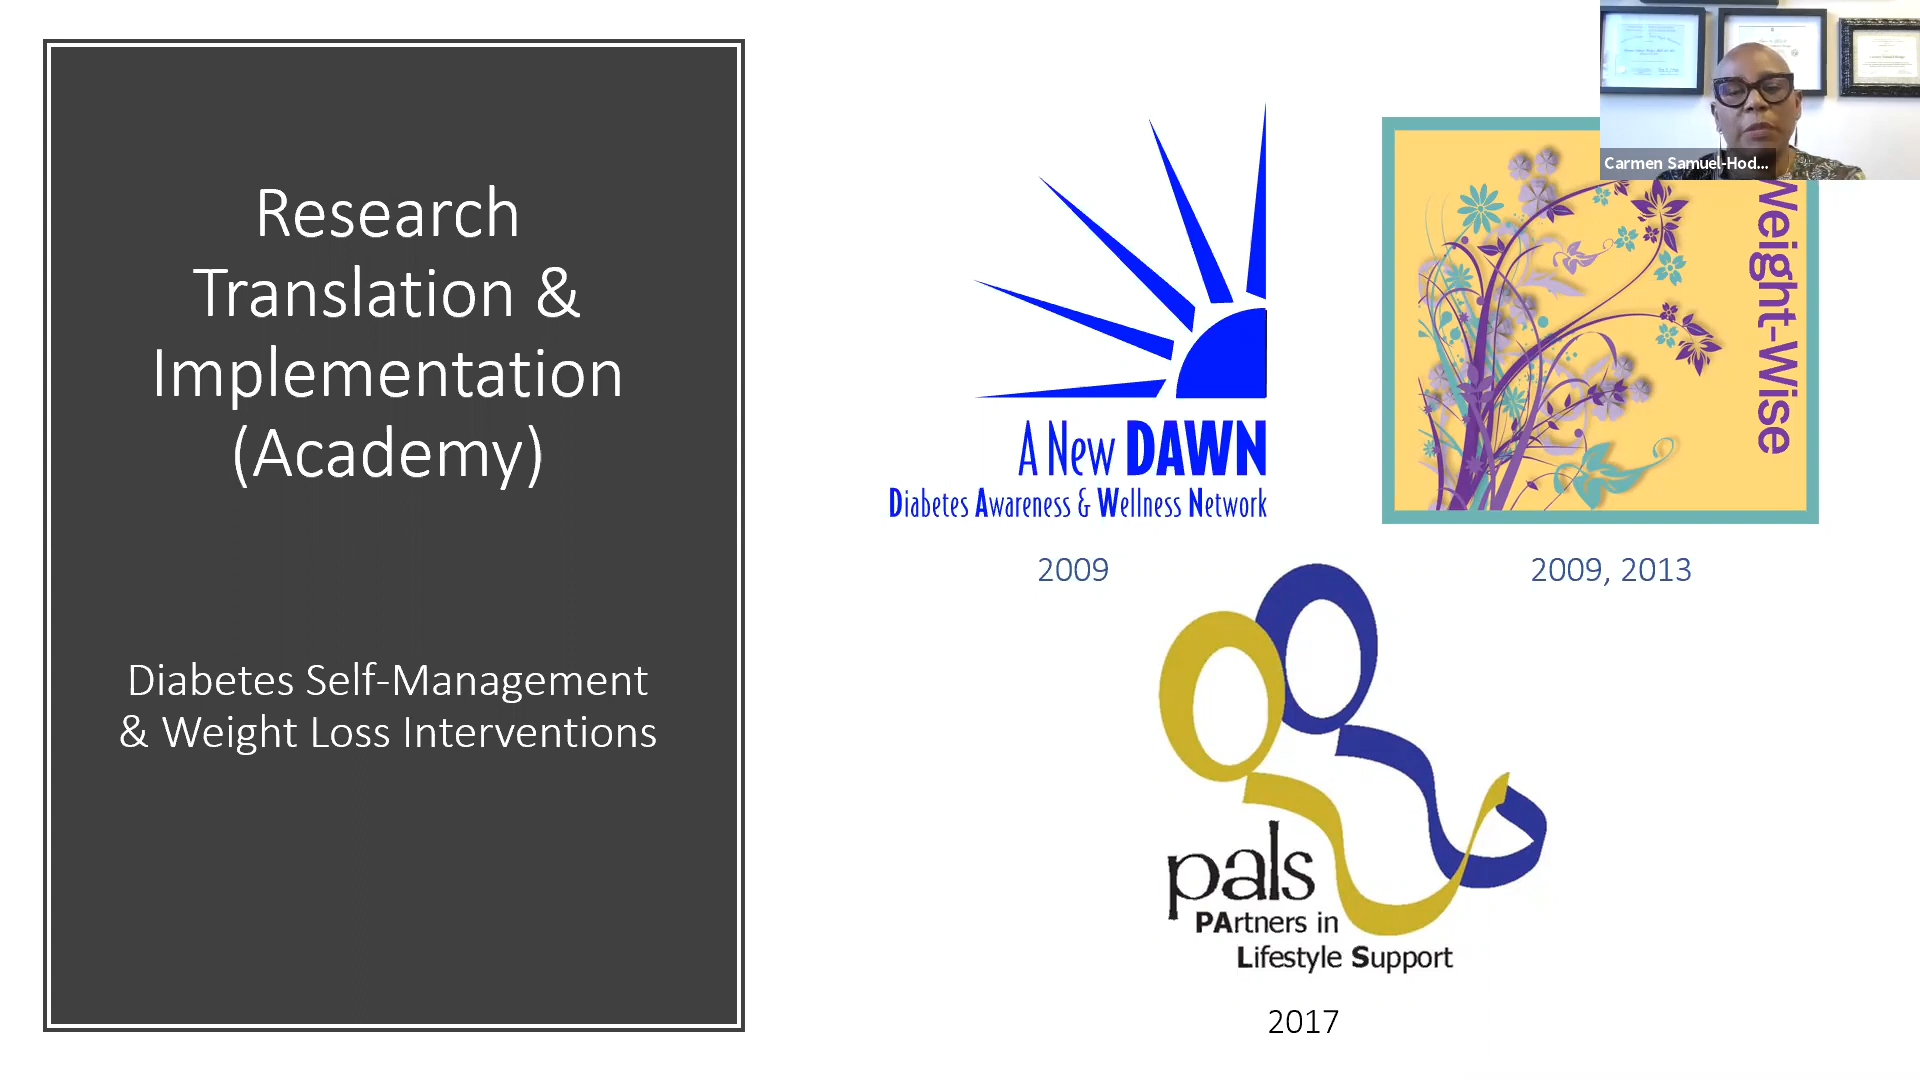 Research
Translation &
Implementation
(Academy)
Diabetes Self-Management
& Weight Loss Interventions
A New DAWN
Diabetes Awareness & Wellness Network
2009
Weight-Wise
2009, 2013
pals
PArtners in
Lifestyle Support
2017
Carmen Samuel-Hod...